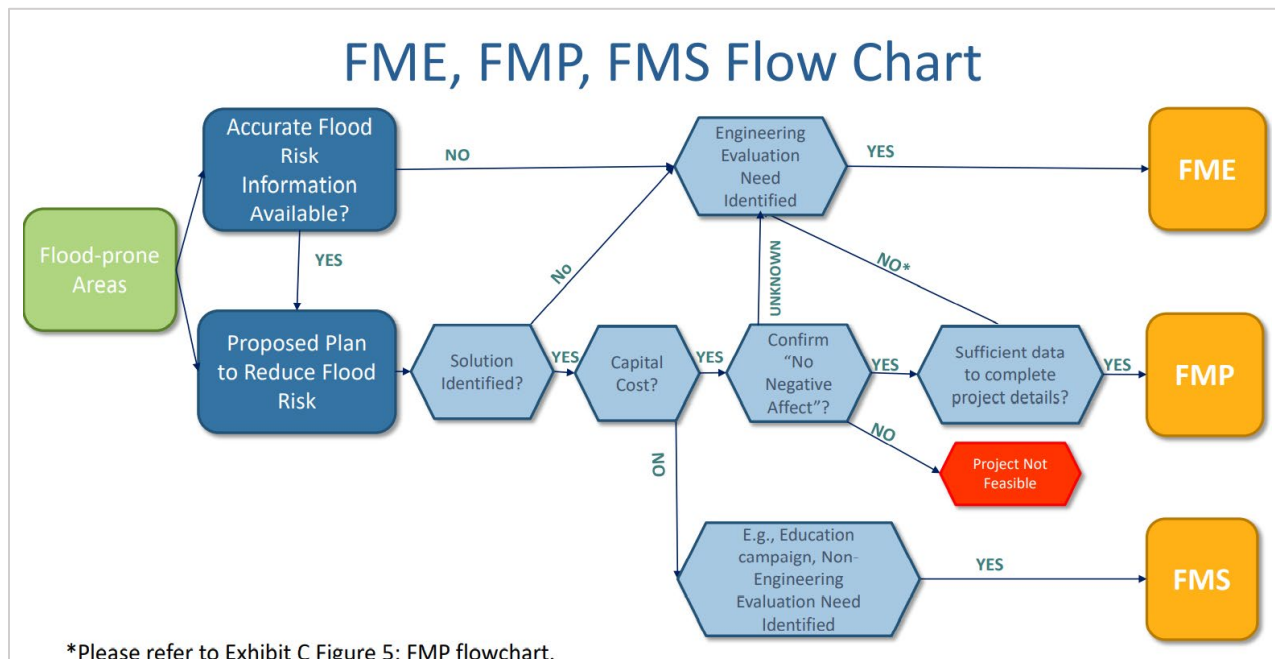 FME, FMP, FMS Flow Chart
Accurate Flood
Risk
Information
Available?
NO
Engineering
Evaluation
Need
Identified
YES
FME
Flood-prone
Areas
YES
No
UNKNOWN
NO*
Proposed Plan
to Reduce Flood
Risk
Solution
Identified?
YES
Capital
Cost?
YES
Confirm
“No
Negative
Affect”?
YES
Sufficient data
to complete
project details?
YES
FMP
NO
NO
Project Not
Feasible
E.g., Education
campaign, Non-
Engineering
Evaluation Need
Identified
YES
FMS
*Please refer to Exhibit C Figure 5: FMP flowchart.